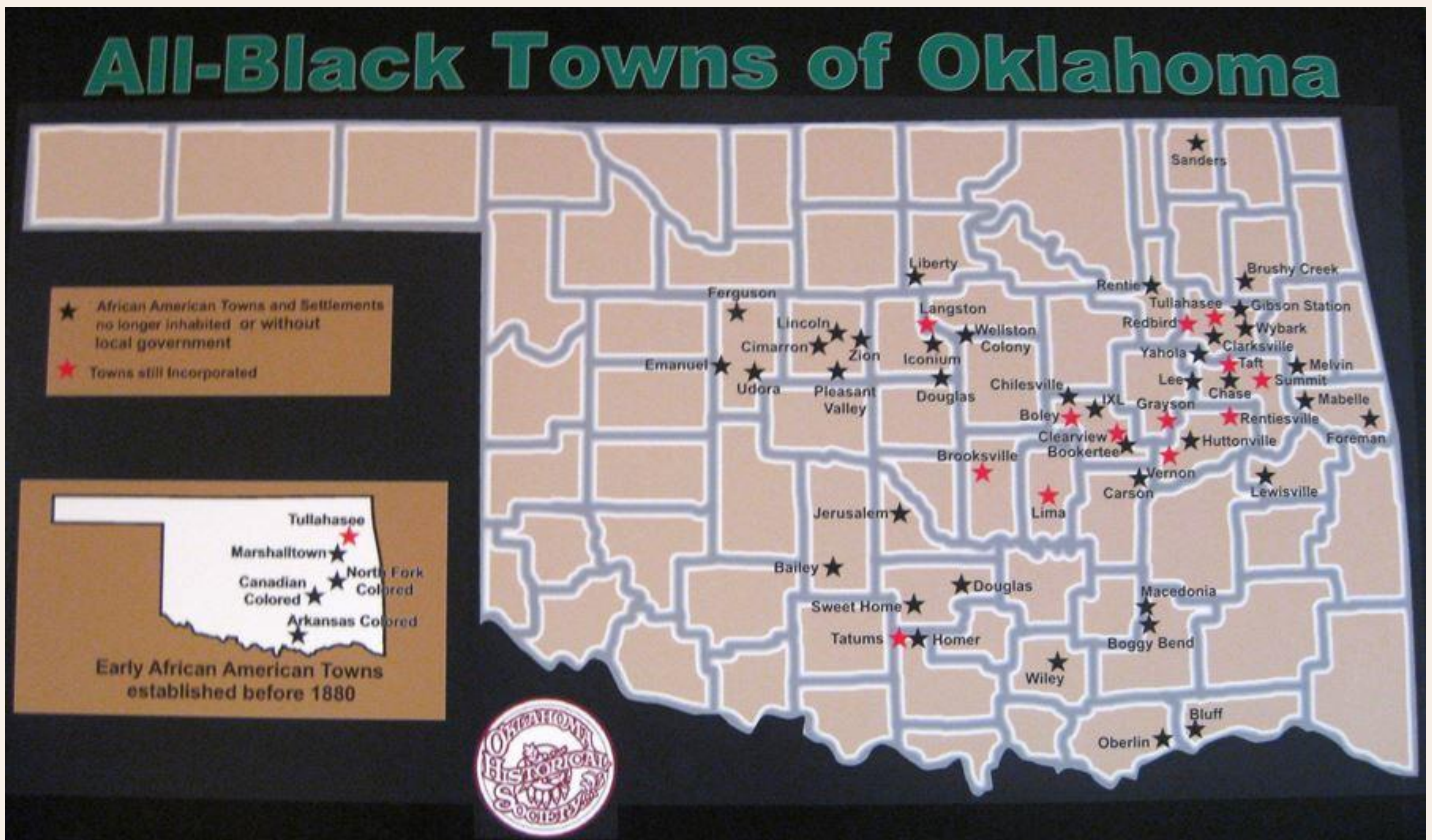 All-Black Towns of Oklahoma
Sanders
Liberty
Brushy Creek
Rentie
Ferguson
Tullahasee
Gibson Station
Langston
Redbird
Lincoln
Wellston
Colony
Wybark
Cimarron
Zion
Iconium
Clarksville
Yahola
Emanuel
Taft
Melvin
Udora
Pleasant
Valley
Douglas
Chilesville
Lee
Chase
Summit
IXL
Mabelle
Boley
Grayson
Rentiesville
Foreman
Clearview
Bookertee
Huttonville
Brooksville
Vernon
Carson
Lewisville
Lima
Jerusalem
Bailey
Douglas
Macedonia
Sweet Home
Tatums
Homer
Boggy Bend
Wiley
Bluff
Oberlin
African American Towns and Settlements
no longer inhabited or without
local government
Towns still Incorporated
Tullahasee
Marshalltown
North Fork
Colored
Canadian
Colored
Arkansas Colored
Early African American Towns
established before 1880
OKLAHOMA
HISTORICAL
SOCIETY